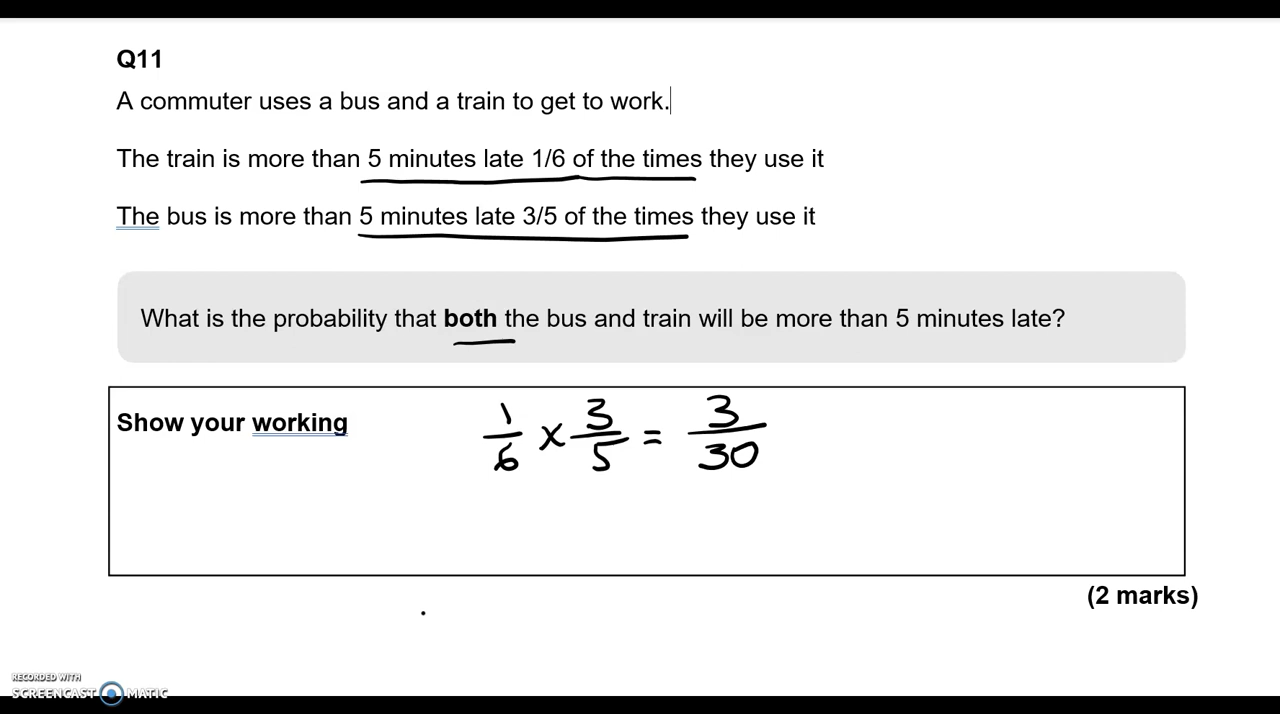 Q11
A commuter uses a bus and a train to get to work.
The train is more than 5 minutes late 1/6 of the times they use it
The bus is more than 5 minutes late 3/5 of the times they use it
What is the probability that both the bus and train will be more than 5 minutes late?
Show your working
1/6 x 3/5 = 3/30
(2 marks)
RECORDED WITH
SCREENCAST MATIC